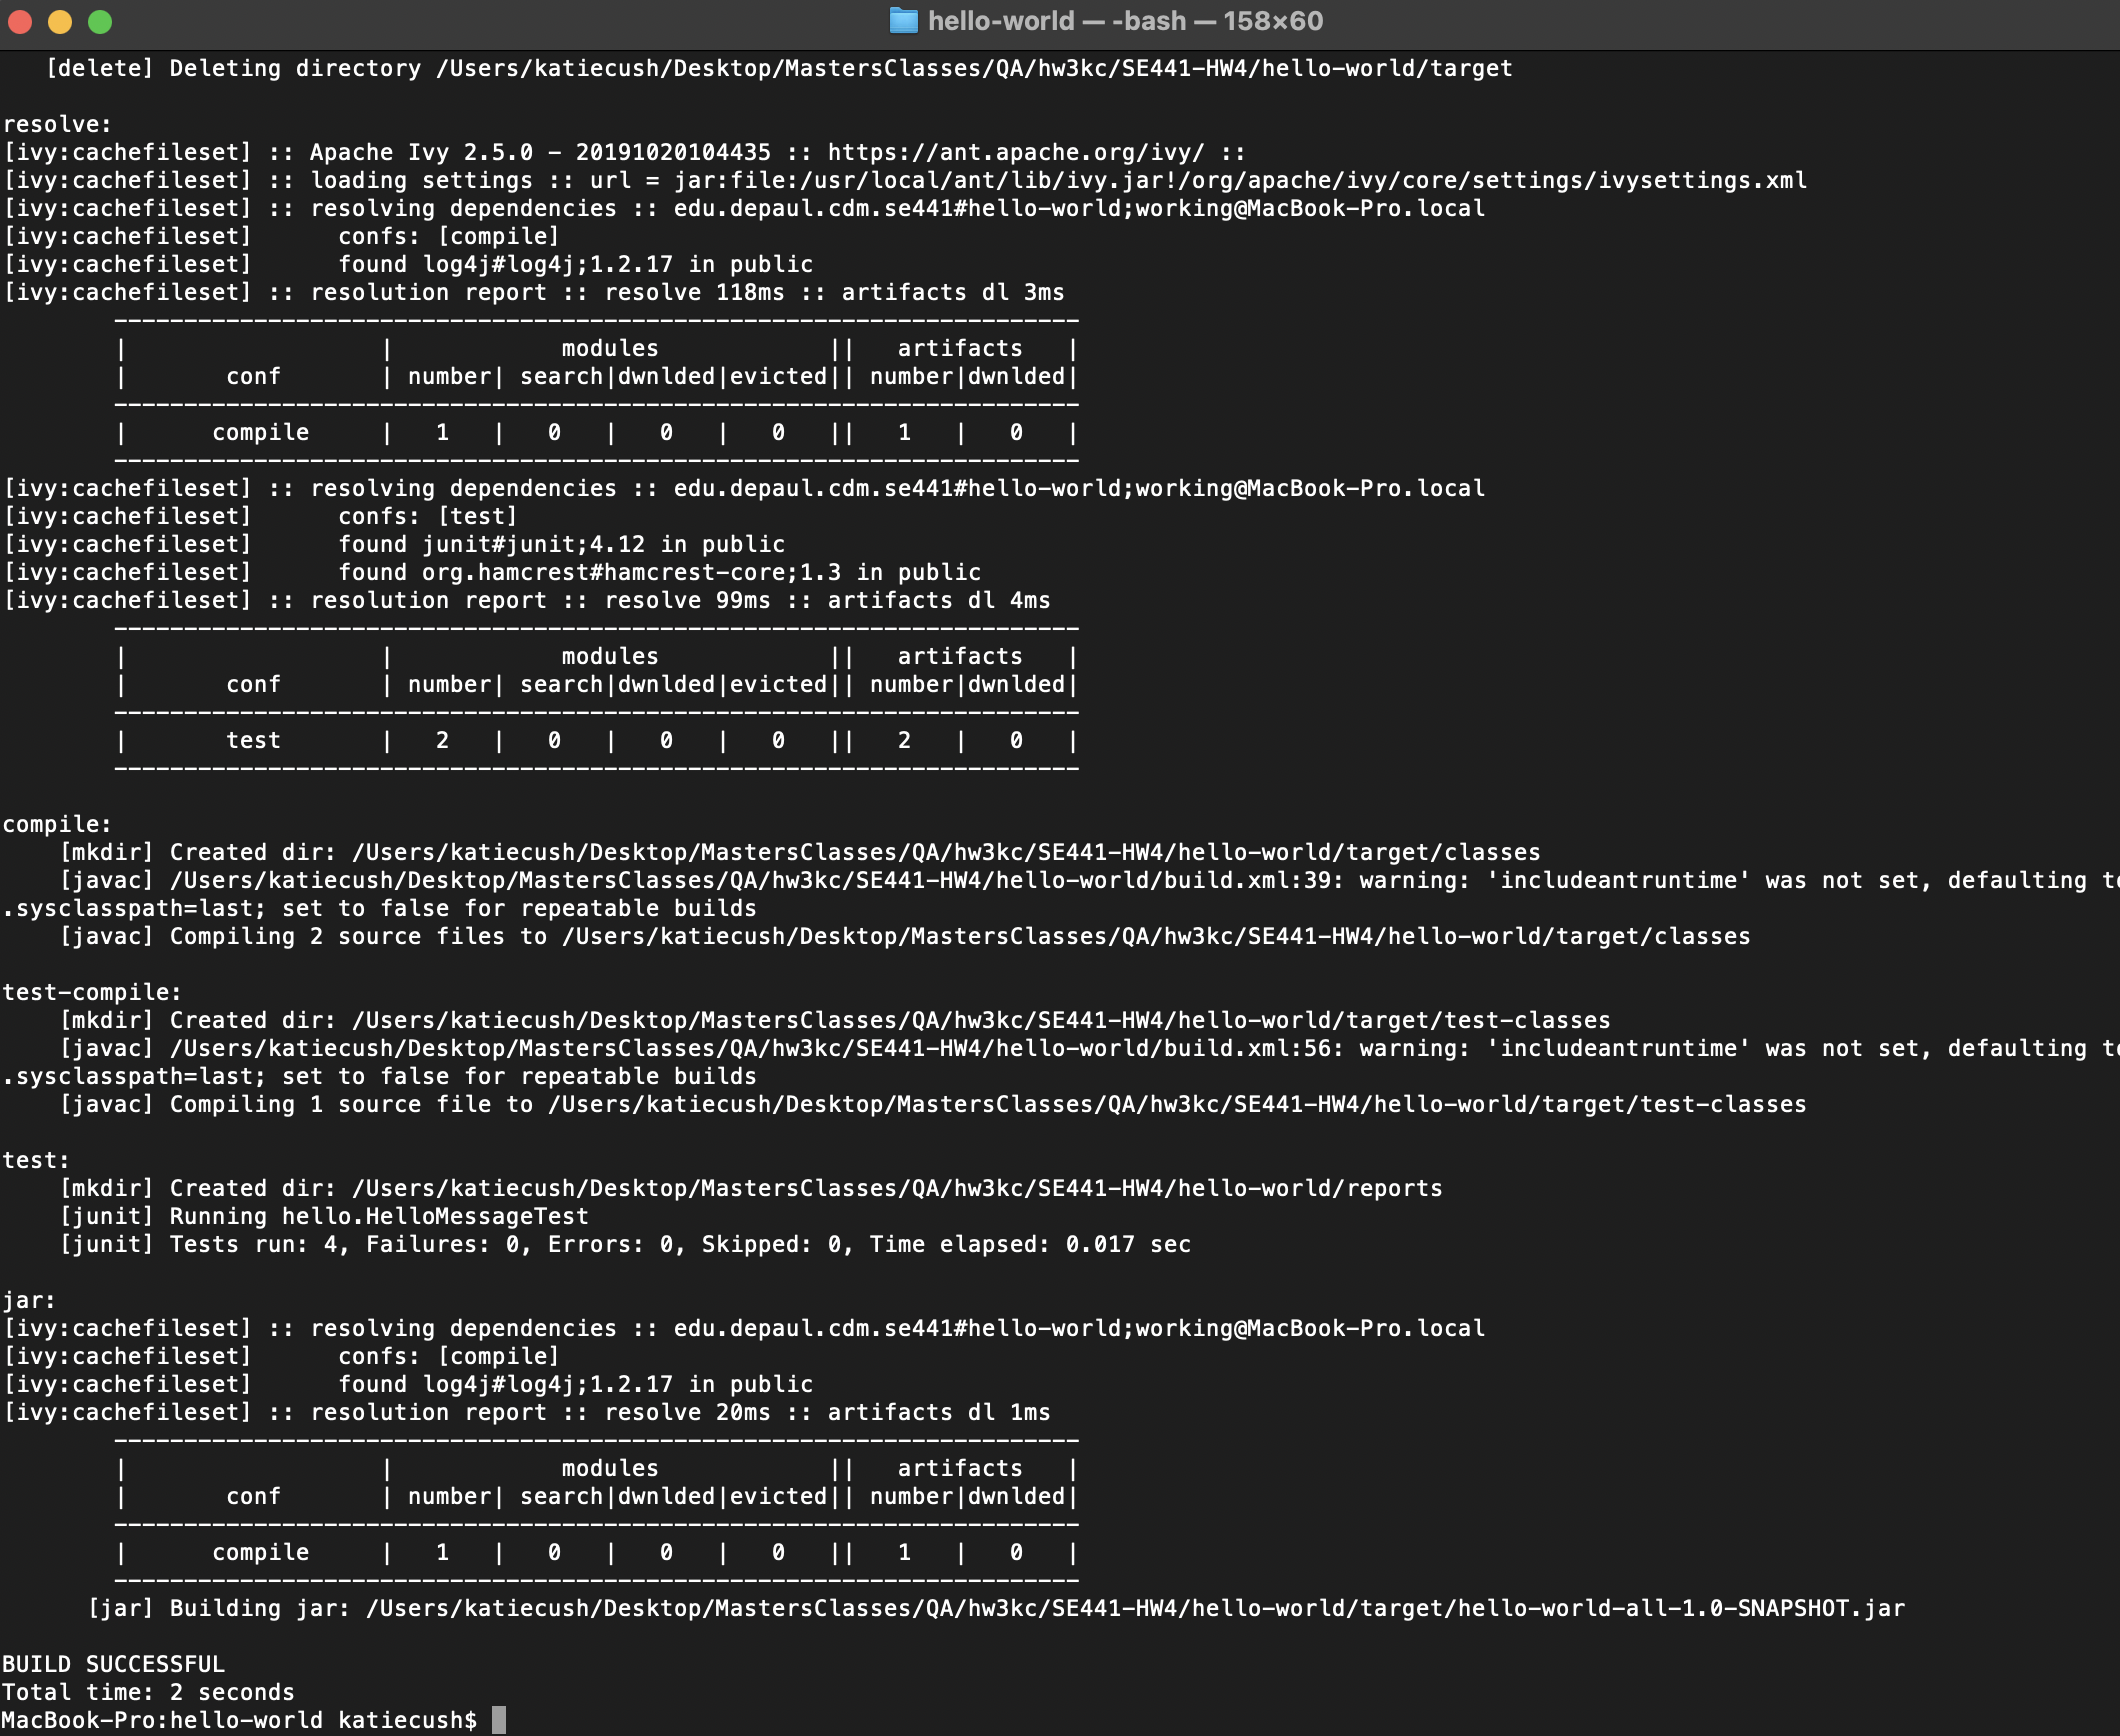 hello-world — -bash — 158×60
[delete] Deleting directory /Users/katiecush/Desktop/MastersClasses/QA/hw3kc/SE441-HW4/hello-world/target
resolve:
[ivy:cachefileset] :: Apache Ivy 2.5.0 - 20191020104435 :: https://ant.apache.org/ivy/ ::
[ivy:cachefileset] :: loading settings :: url = jar:file:/usr/local/ant/lib/ivy.jar!/org/apache/ivy/core/settings/ivysettings.xml
[ivy:cachefileset] :: resolving dependencies :: edu.depaul.cdm.se441#hello-world;working@MacBook-Pro.local
[ivy:cachefileset]      confs: [compile]
[ivy:cachefileset]      found log4j#log4j;1.2.17 in public
[ivy:cachefileset] :: resolution report :: resolve 118ms :: artifacts dl 3ms
---------------------------------------------------------------------
|                  |            modules            ||   artifacts   |
|       conf       | number| search|dwnlded|evicted|| number|dwnlded|
---------------------------------------------------------------------
|      compile     |   1   |   0   |   0   |   0   ||   1   |   0   |
---------------------------------------------------------------------
[ivy:cachefileset] :: resolving dependencies :: edu.depaul.cdm.se441#hello-world;working@MacBook-Pro.local
[ivy:cachefileset]      confs: [test]
[ivy:cachefileset]      found junit#junit;4.12 in public
[ivy:cachefileset]      found org.hamcrest#hamcrest-core;1.3 in public
[ivy:cachefileset] :: resolution report :: resolve 99ms :: artifacts dl 4ms
---------------------------------------------------------------------
|                  |            modules            ||   artifacts   |
|       conf       | number| search|dwnlded|evicted|| number|dwnlded|
---------------------------------------------------------------------
|       test       |   2   |   0   |   0   |   0   ||   2   |   0   |
---------------------------------------------------------------------
compile:
[mkdir] Created dir: /Users/katiecush/Desktop/MastersClasses/QA/hw3kc/SE441-HW4/hello-world/target/classes
[javac] /Users/katiecush/Desktop/MastersClasses/QA/hw3kc/SE441-HW4/hello-world/build.xml:39: warning: 'includeantruntime' was not set, defaulting
.sysclasspath=last; set to false for repeatable builds
[javac] Compiling 2 source files to /Users/katiecush/Desktop/MastersClasses/QA/hw3kc/SE441-HW4/hello-world/target/classes
test-compile:
[mkdir] Created dir: /Users/katiecush/Desktop/MastersClasses/QA/hw3kc/SE441-HW4/hello-world/target/test-classes
[javac] /Users/katiecush/Desktop/MastersClasses/QA/hw3kc/SE441-HW4/hello-world/build.xml:56: warning: 'includeantruntime' was not set, defaulting
.sysclasspath=last; set to false for repeatable builds
[javac] Compiling 1 source file to /Users/katiecush/Desktop/MastersClasses/QA/hw3kc/SE441-HW4/hello-world/target/test-classes
test:
[mkdir] Created dir: /Users/katiecush/Desktop/MastersClasses/QA/hw3kc/SE441-HW4/hello-world/reports
[junit] Running hello.HelloMessageTest
[junit] Tests run: 4, Failures: 0, Errors: 0, Skipped: 0, Time elapsed: 0.017 sec
jar:
[ivy:cachefileset] :: resolving dependencies :: edu.depaul.cdm.se441#hello-world;working@MacBook-Pro.local
[ivy:cachefileset]      confs: [compile]
[ivy:cachefileset]      found log4j#log4j;1.2.17 in public
[ivy:cachefileset] :: resolution report :: resolve 20ms :: artifacts dl 1ms
---------------------------------------------------------------------
|                  |            modules            ||   artifacts   |
|       conf       | number| search|dwnlded|evicted|| number|dwnlded|
---------------------------------------------------------------------
|      compile     |   1   |   0   |   0   |   0   ||   1   |   0   |
---------------------------------------------------------------------
[jar] Building jar: /Users/katiecush/Desktop/MastersClasses/QA/hw3kc/SE441-HW4/hello-world/target/hello-world-all-1.0-SNAPSHOT.jar
BUILD SUCCESSFUL
Total time: 2 seconds
MacBook-Pro:hello-world katiecush$